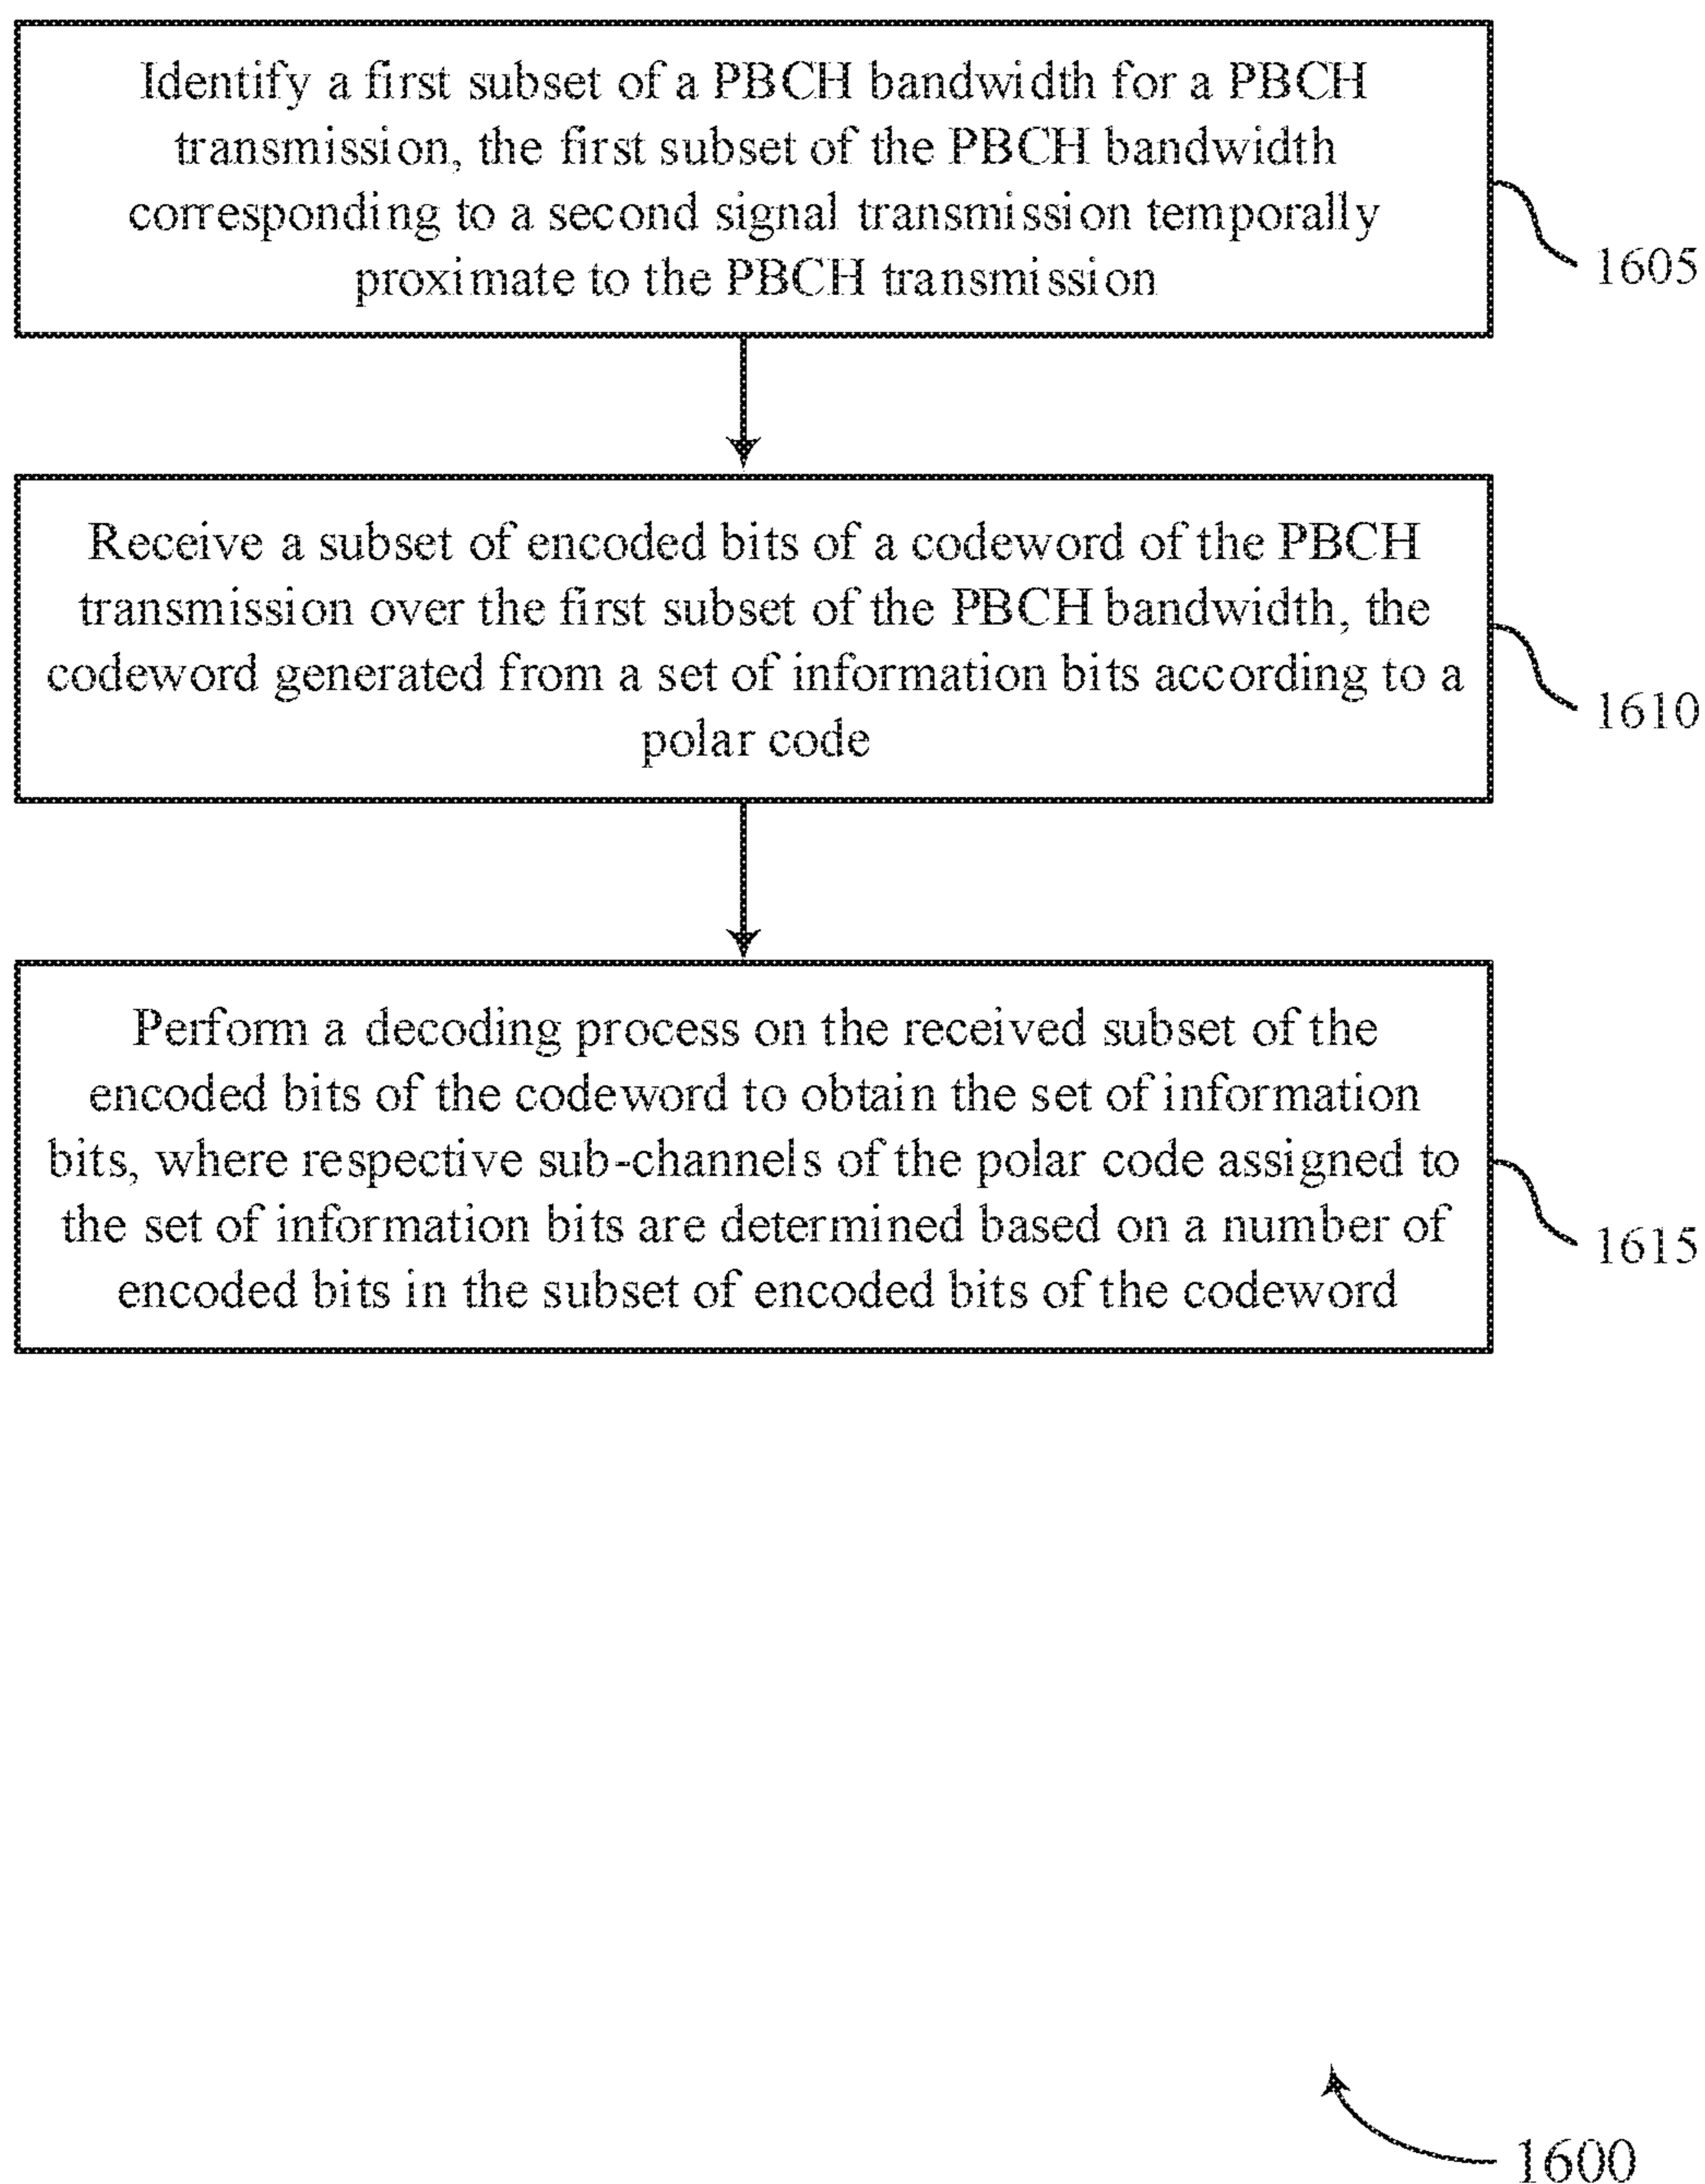 Identify a first subset of a PBCH bandwidth for a PBCH
transmission, the first subset of the PBCH bandwidth
corresponding to a second signal transmission temporally
proximate to the PBCH transmission
1605
Receive a subset of encoded bits of a codeword of the PBCH
transmission over the first subset of the PBCH bandwidth, the
codeword generated from a set of information bits according to a
polar code
1610
Perform a decoding process on the received subset of the
encoded bits of the codeword to obtain the set of information
bits, where respective sub-channels of the polar code assigned to
the set of information bits are determined based on a number of
encoded bits in the subset of encoded bits of the codeword
1615
1600